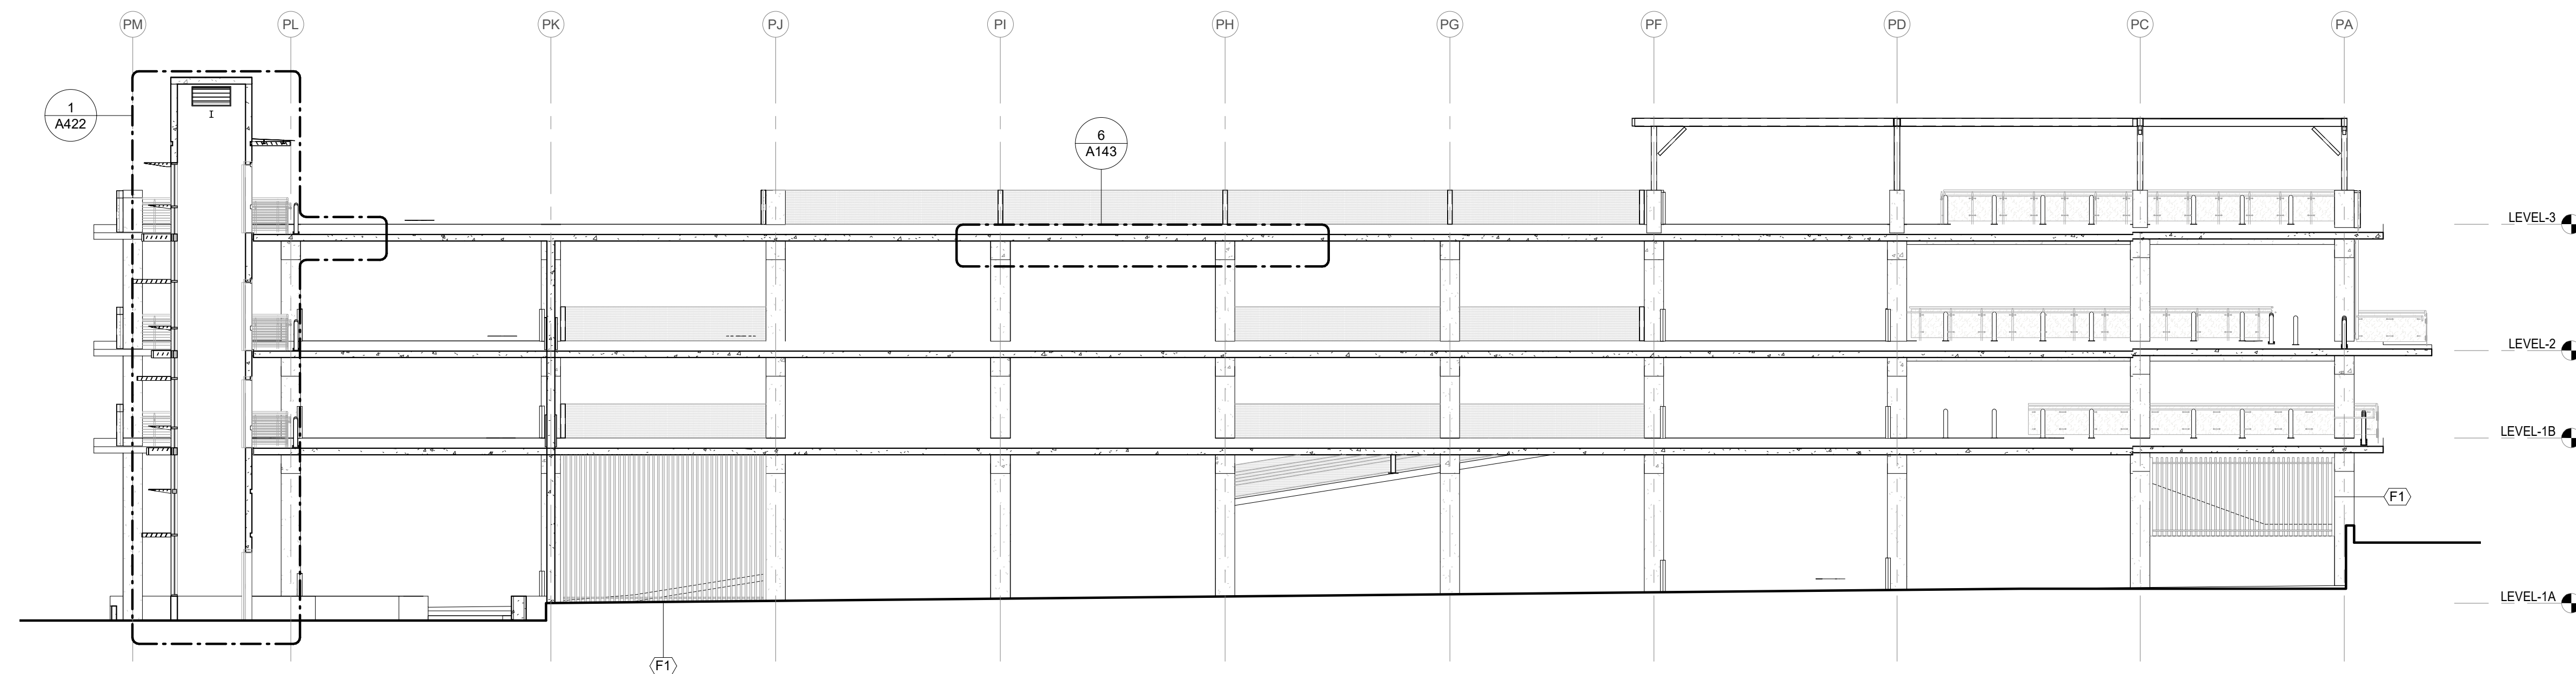 PM PL PK PJ PI PH PG PF PD PC PA
1
A422
6
A143
LEVEL-3
LEVEL-2
LEVEL-1B
F1
LEVEL-1A
F1